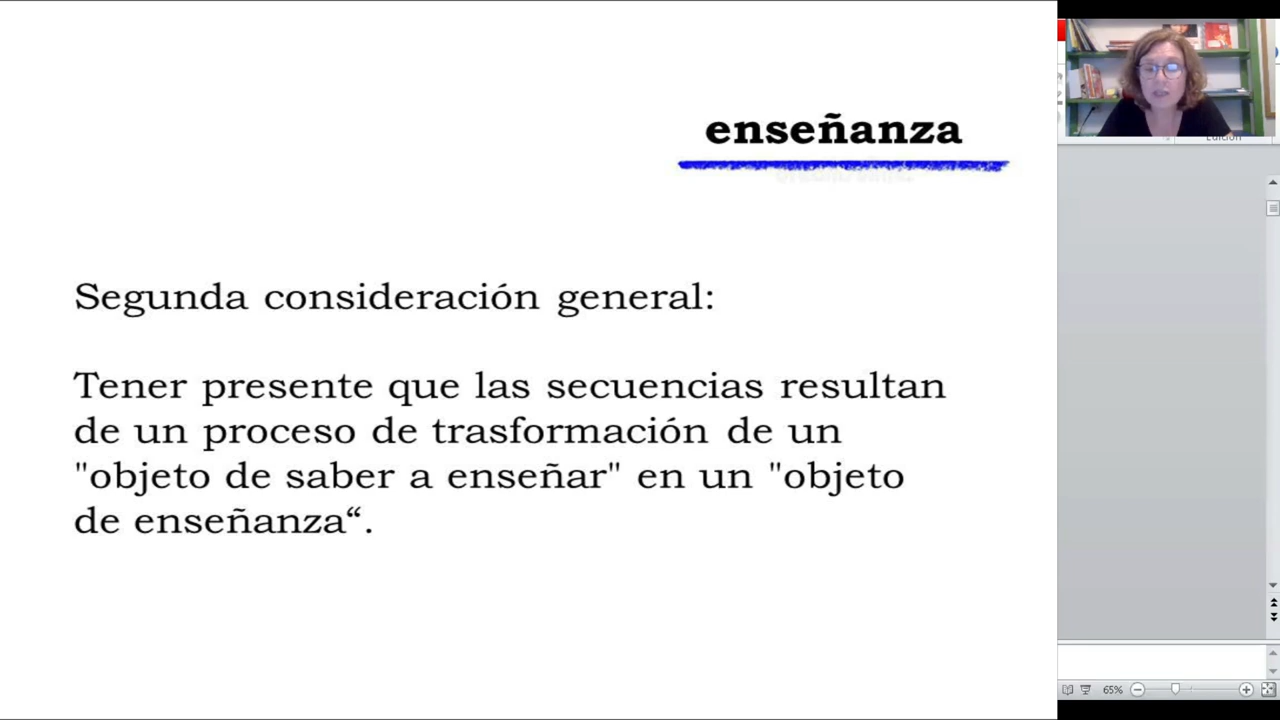 enseñanza
Segunda consideración general:
Tener presente que las secuencias resultan
de un proceso de trasformación de un
"objeto de saber a enseñar" en un "objeto
de enseñanza“.
65%